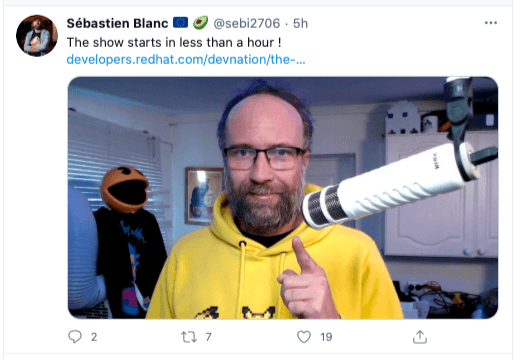 Sébastien Blanc 🇪🇺 🥑 @sebi2706 · 5h
The show starts in less than a hour !
developers.redhat.com/devnation/the-...
2 7 19